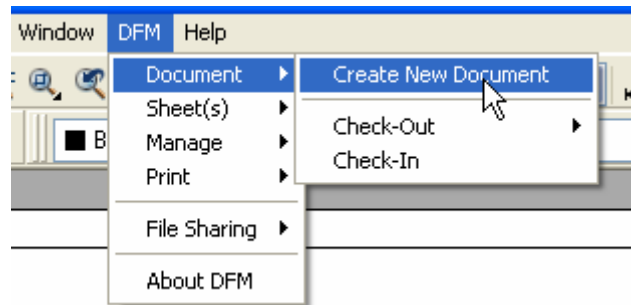 Window DFM Help
Document Create New Document
Sheet(s)
Check-Out
B Manage
Check-In
Print
File Sharing
About DFM